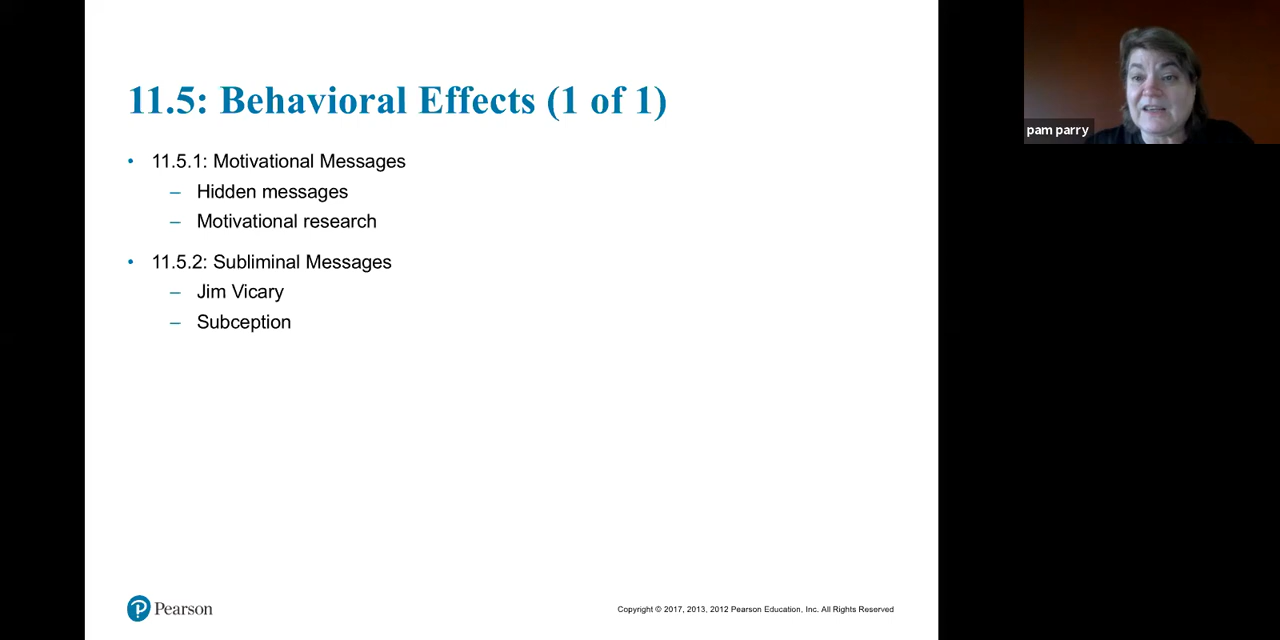 11.5: Behavioral Effects (1 of 1)
• 11.5.1: Motivational Messages
– Hidden messages
– Motivational research
• 11.5.2: Subliminal Messages
– Jim Vicary
– Subception
Pearson
Copyright © 2017, 2013, 2012 Pearson Education, Inc. All Rights Reserved
pam parry